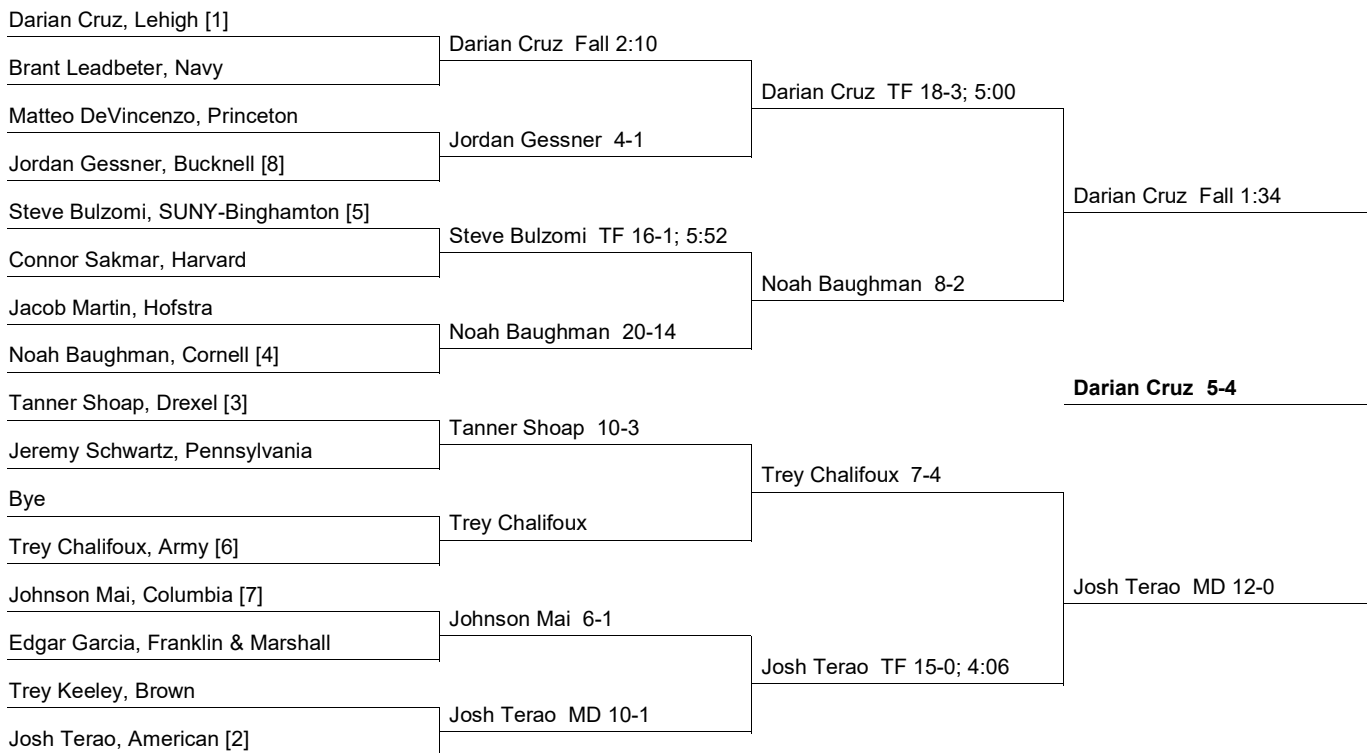 Darian Cruz, Lehigh [1]
Brant Leadbeter, Navy
Matteo DeVincenzo, Princeton
Jordan Gessner, Bucknell [8]
Steve Bulzomi, SUNY-Binghamton [5]
Connor Sakmar, Harvard
Jacob Martin, Hofstra
Noah Baughman, Cornell [4]
Tanner Shoap, Drexel [3]
Jeremy Schwartz, Pennsylvania
Bye
Trey Chalifoux, Army [6]
Johnson Mai, Columbia [7]
Edgar Garcia, Franklin & Marshall
Trey Keeley, Brown
Josh Terao, American [2]
Darian Cruz Fall 2:10
Jordan Gessner 4-1
Steve Bulzomi TF 16-1; 5:52
Noah Baughman 20-14
Tanner Shoap 10-3
Trey Chalifoux
Johnson Mai 6-1
Josh Terao MD 10-1
Darian Cruz TF 18-3; 5:00
Noah Baughman 8-2
Trey Chalifoux 7-4
Josh Terao TF 15-0; 4:06
Darian Cruz Fall 1:34
Darian Cruz 5-4
Josh Terao MD 12-0